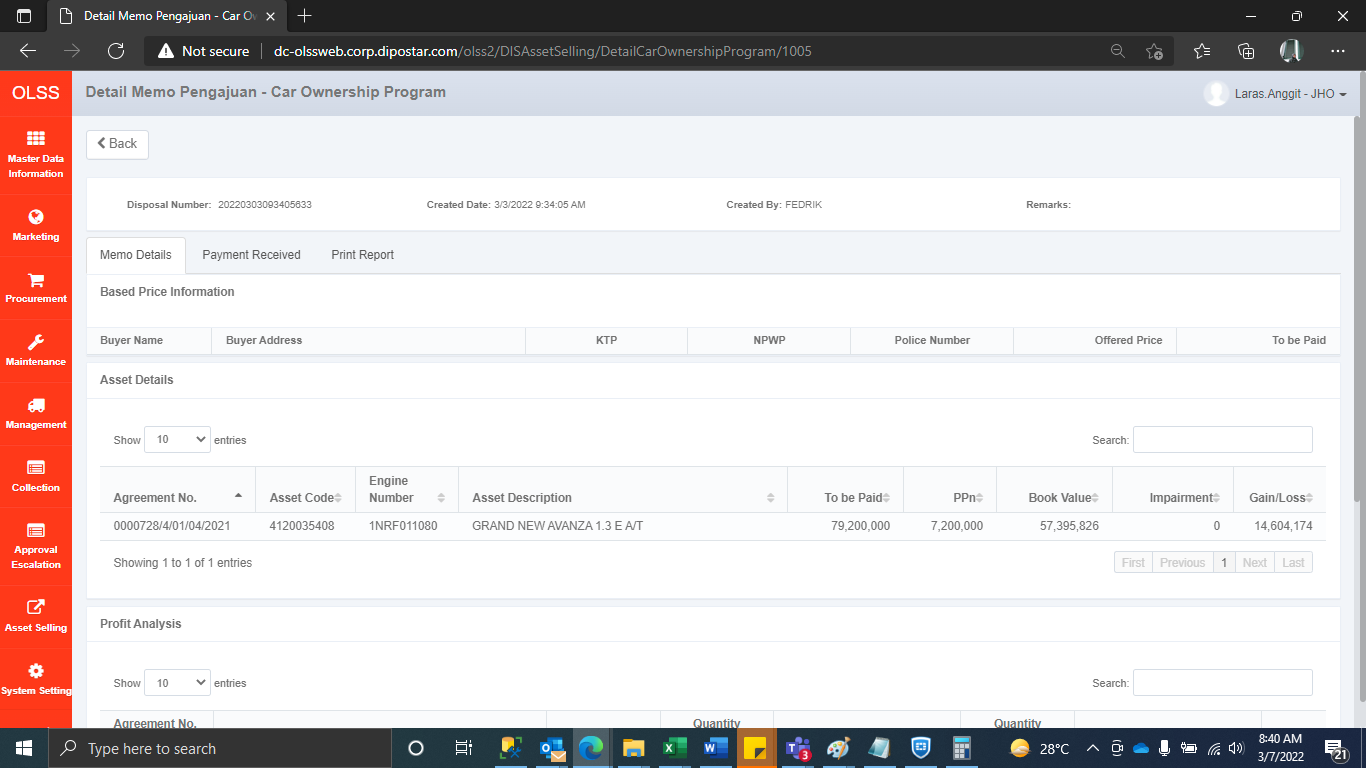 Detail Memo Pengajuan - Car Ow
Not secure | dc-olssweb.corp.dipostar.com/olss2/DISAssetSelling/DetailCarOwnershipProgram/1005
OLSS
Detail Memo Pengajuan - Car Ownership Program
Laras.Anggit - JHO
Master Data
Information
Marketing
Procurement
Maintenance
Management
Collection
Approval
Escalation
Asset Selling
System Setting
Back
Disposal Number: 20220303093405633
Created Date: 3/3/2022 9:34:05 AM
Created By: FEDRIK
Remarks:
Memo Details
Payment Received
Print Report
Based Price Information
Buyer Name
Buyer Address
KTP
NPWP
Police Number
Offered Price
To be Paid
Asset Details
Show 10 entries
Search:
Agreement No.
Asset Code
Engine
Number
Asset Description
To be Paid
PPn
Book Value
Impairment
Gain/Loss
0000728/4/01/04/2021
4120035408
1NRF011080
GRAND NEW AVANZA 1.3 E A/T
79,200,000
7,200,000
57,395,826
0
14,604,174
Showing 1 to 1 of 1 entries
First
Previous
1
Next
Last
Profit Analysis
Show 10 entries
Search:
Agreement No.
Quantity
Quantity
Type here to search
3
28°C
8:40 AM
3/7/2022
21